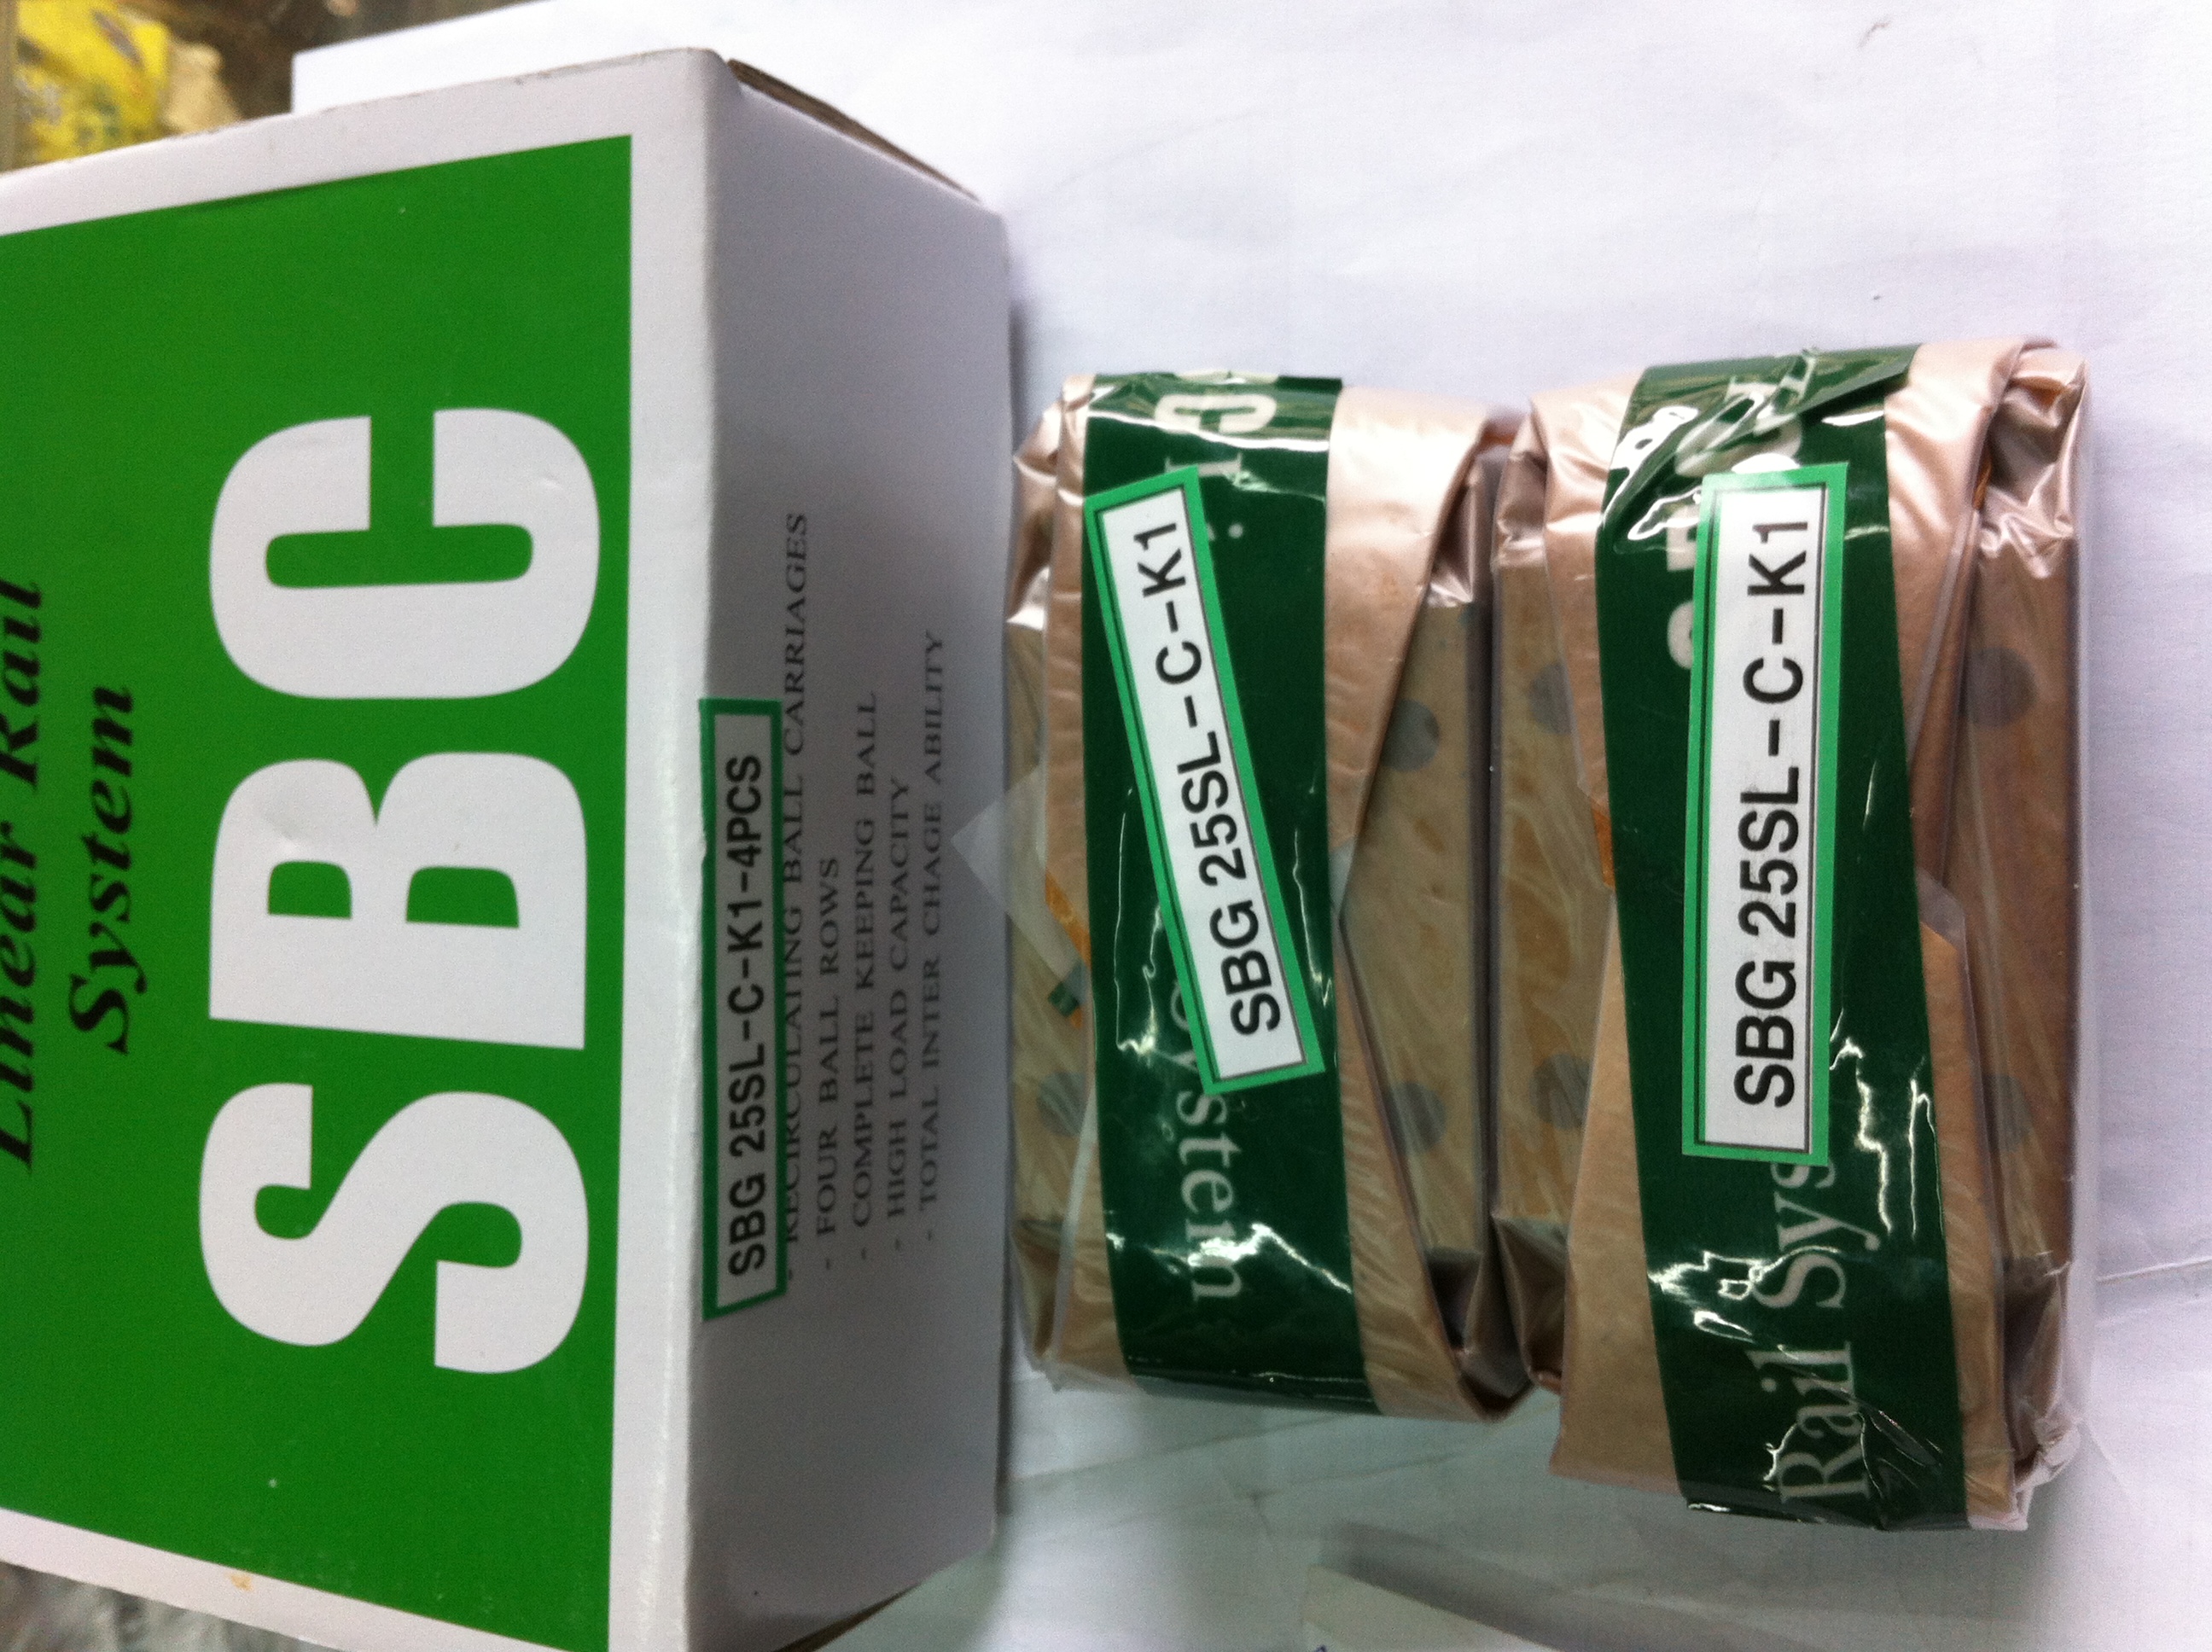 Linear Rail
System
SBC
SBG 25SL-C-K1-4PCS
- RECIRCULATING BALL CARRIAGES
- FOUR BALL ROWS
- COMPLETE KEEPING BALL
- HIGH LOAD CAPACITY
- TOTAL INTER CHAGE ABILITY
SBG 25SL-C-K1
System
SBG 25SL-C-K1
Rail Sys